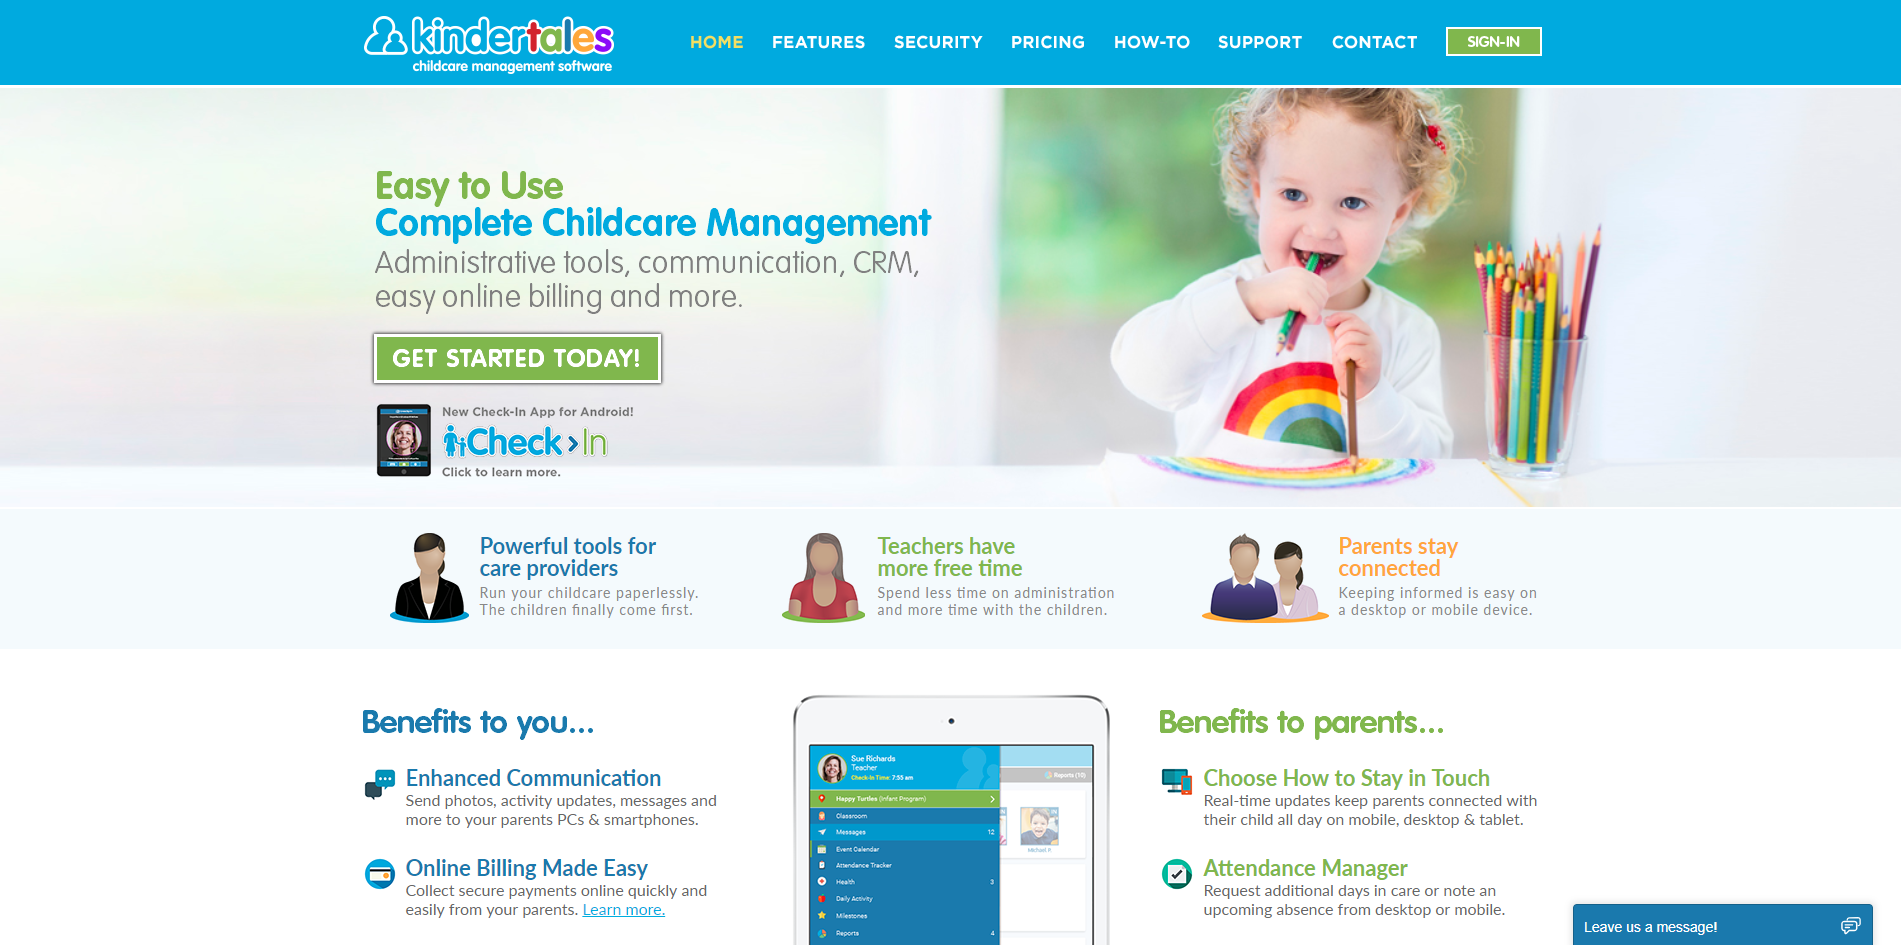 kindertales
childcare management software
HOME FEATURES SECURITY PRICING HOW-TO SUPPORT CONTACT SIGN-IN
Easy to Use
Complete Childcare Management
Administrative tools, communication, CRM,
easy online billing and more.
GET STARTED TODAY!
New Check-In App for Android!
Check>In
Click to learn more.
Powerful tools for
care providers
Run your childcare paperlessly.
The children finally come first.
Teachers have
more free time
Spend less time on administration
and more time with the children.
Parents stay
connected
Keeping informed is easy on
a desktop or mobile device.
Benefits to you...
Enhanced Communication
Send photos, activity updates, messages and
more to your parents PCs & smartphones.
Online Billing Made Easy
Collect secure payments online quickly and
easily from your parents. Learn more.
Sue Richards
Teacher
Check-In Time: 7:55 am
Reports (10)
Happy Turtles (Infant Program)
Classroom
Messages 12
Event Calendar
Attendance Tracker
Health 3
Daily Activity
Milestones
Reports 4
Michael P.
Benefits to parents...
Choose How to Stay in Touch
Real-time updates keep parents connected with
their child all day on mobile, desktop & tablet.
Attendance Manager
Request additional days in care or note an
upcoming absence from desktop or mobile.
Leave us a message!